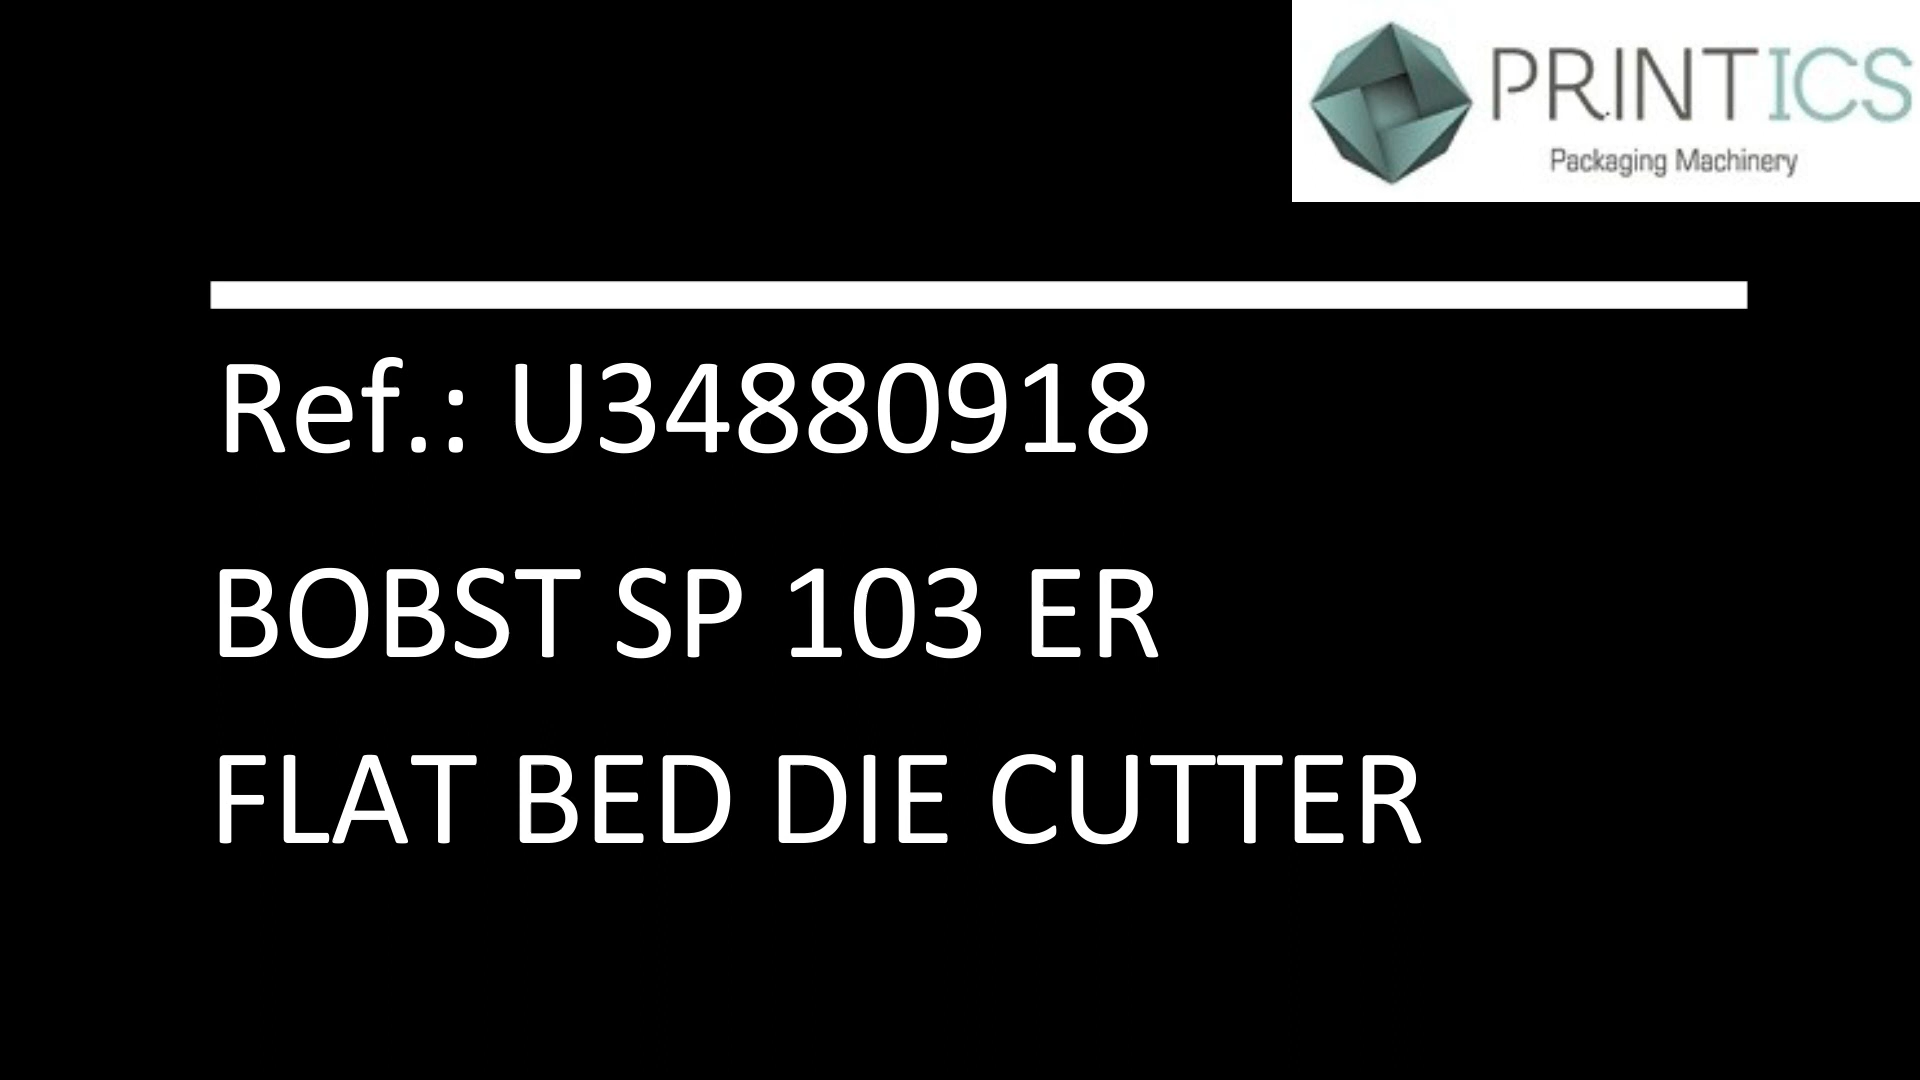 PRINTICS
Packaging Machinery
Ref.: U34880918
BOBST SP 103 ER
FLAT BED DIE CUTTER